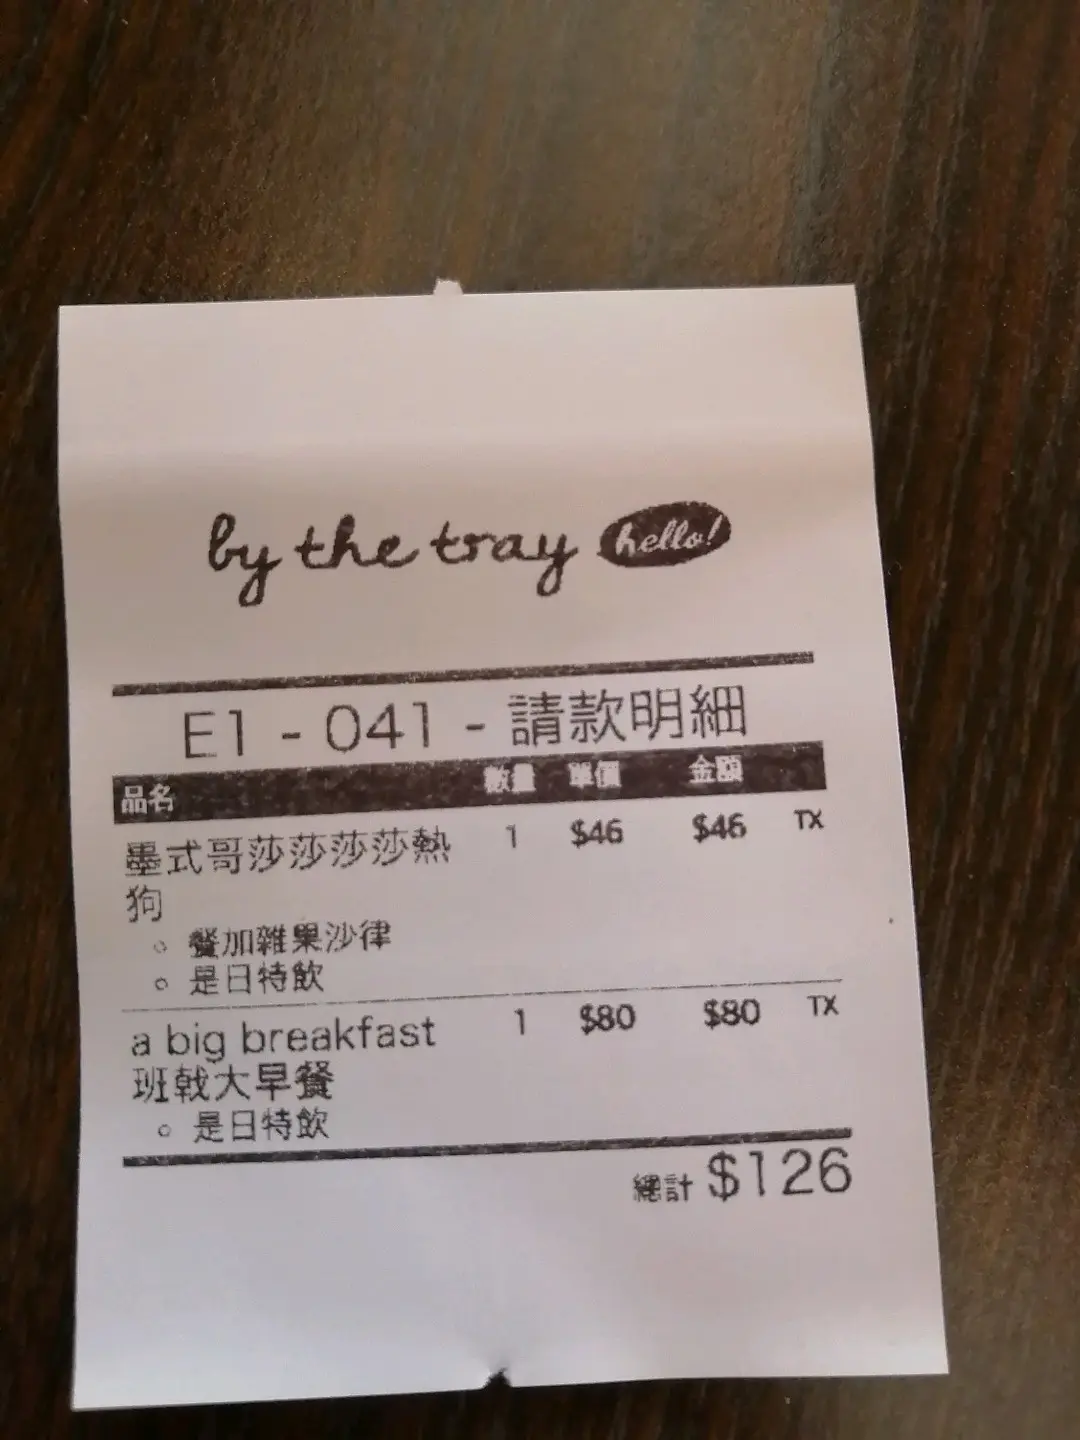 by the tray hello!
E1 - 041 - 請款明細
品名 數量 單價 金額
墨式哥莎莎莎莎熱 1 $46 $46 TX
狗
餐加雜果沙律
是日特飲
a big breakfast 1 $80 $80 TX
班戟大早餐
是日特飲
總計 $126